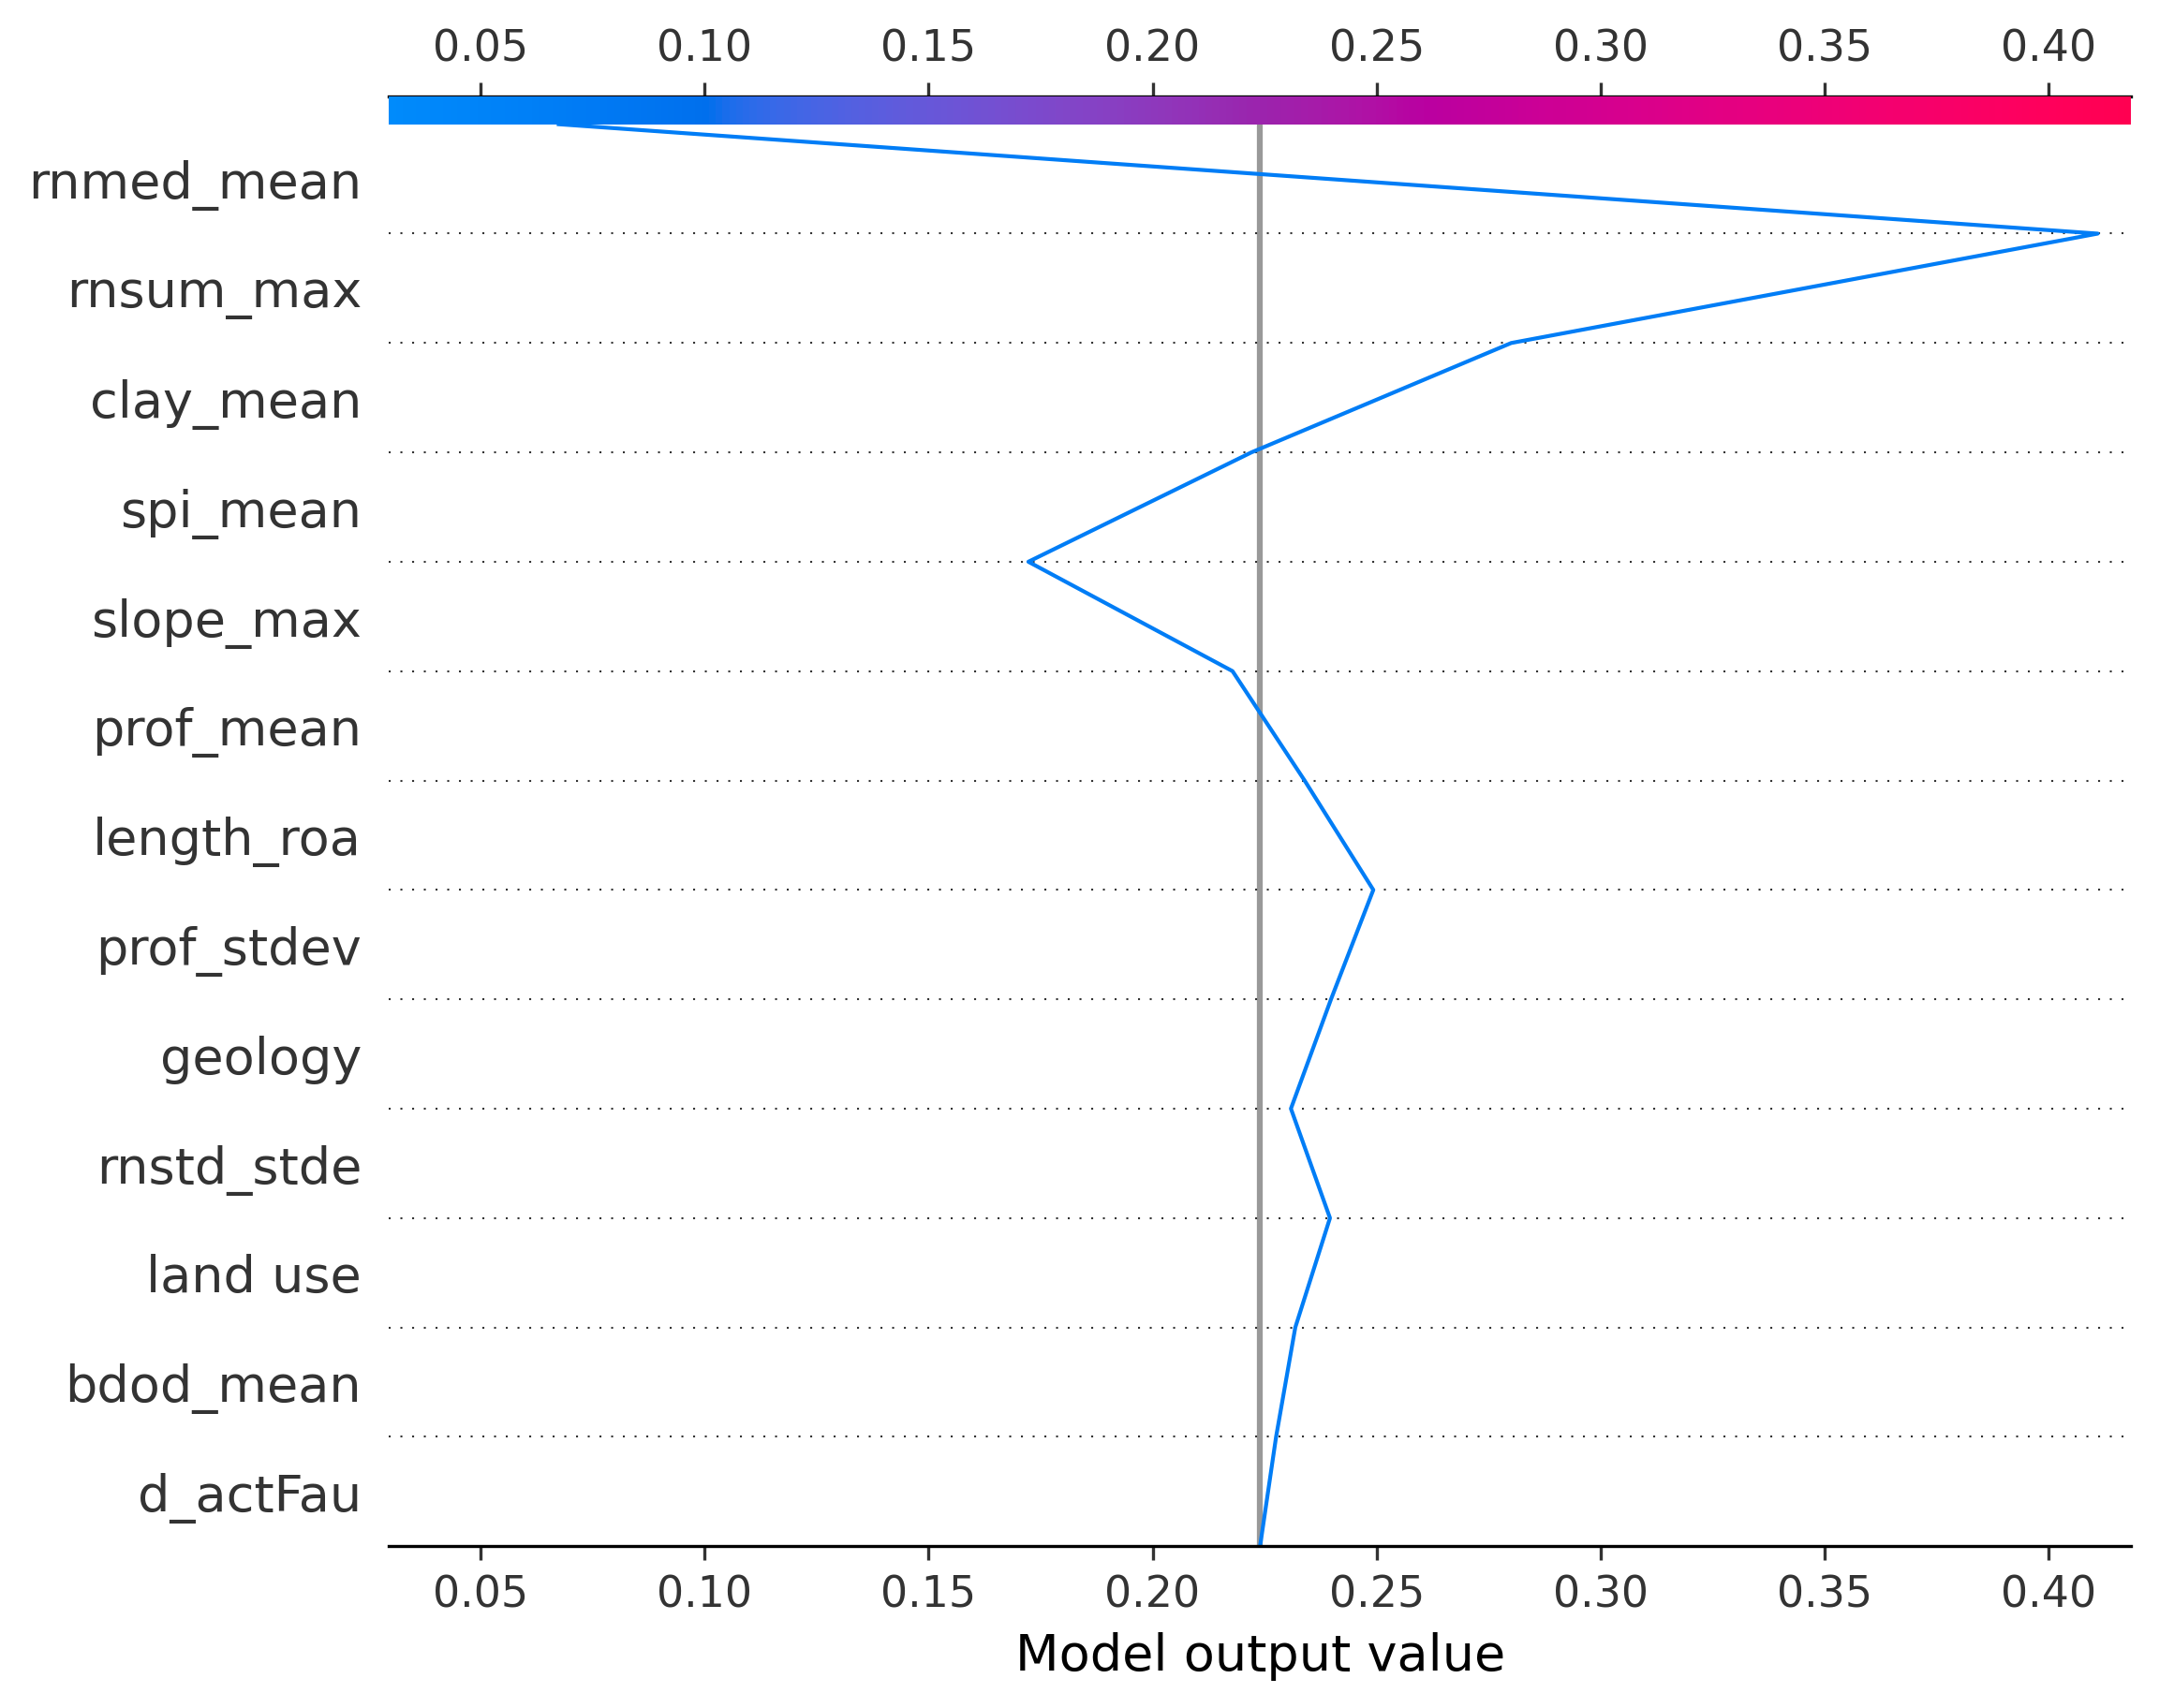 0.05 0.10 0.15 0.20 0.25 0.30 0.35 0.40
rnmed_mean
rnsum_max
clay_mean
spi_mean
slope_max
prof_mean
length_roa
prof_stdev
geology
rnstd_stde
land use
bdod_mean
d_actFau
0.05 0.10 0.15 0.20 0.25 0.30 0.35 0.40
Model output value